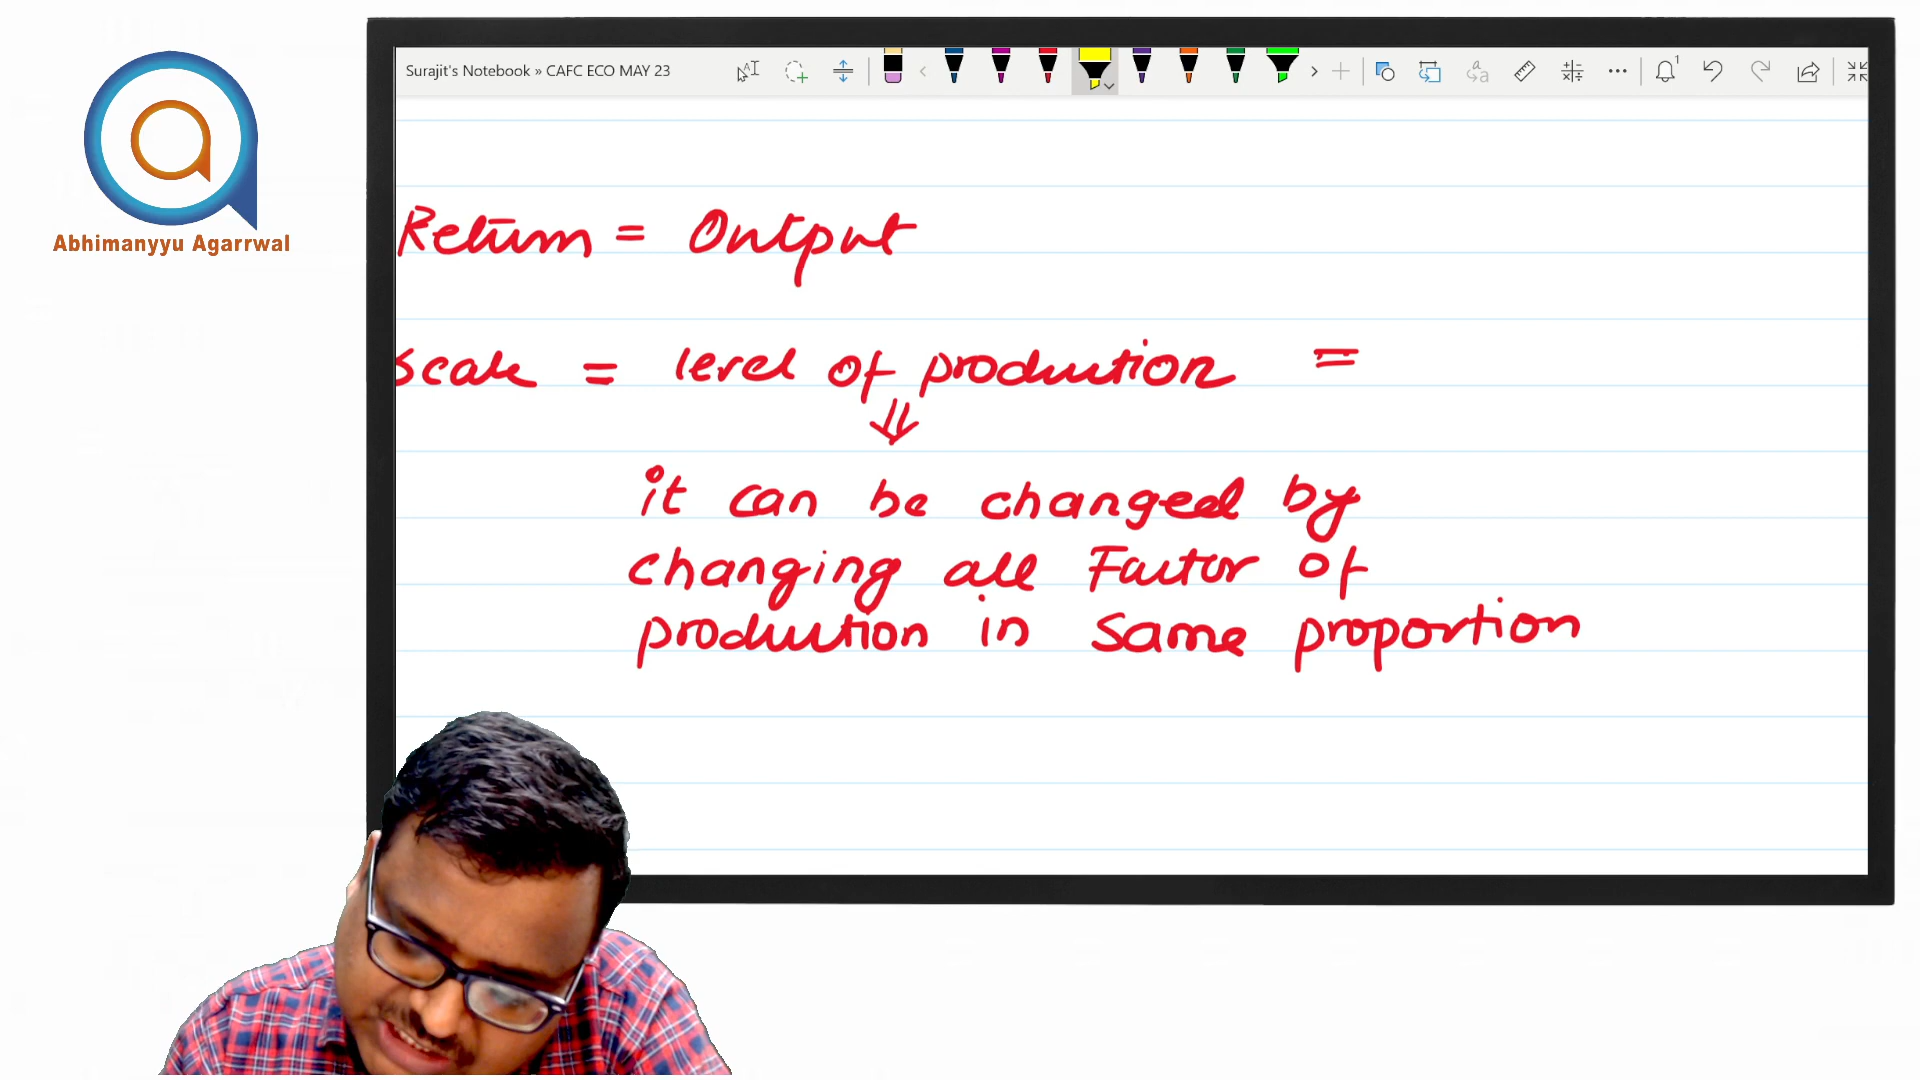 Surajit's Notebook » CAFC ECO MAY 23
Abhimanyyu Agarrwal
Return = Output
Scale = level of production =
⇓
it can be changed by
changing all Factor of
production in same proportion